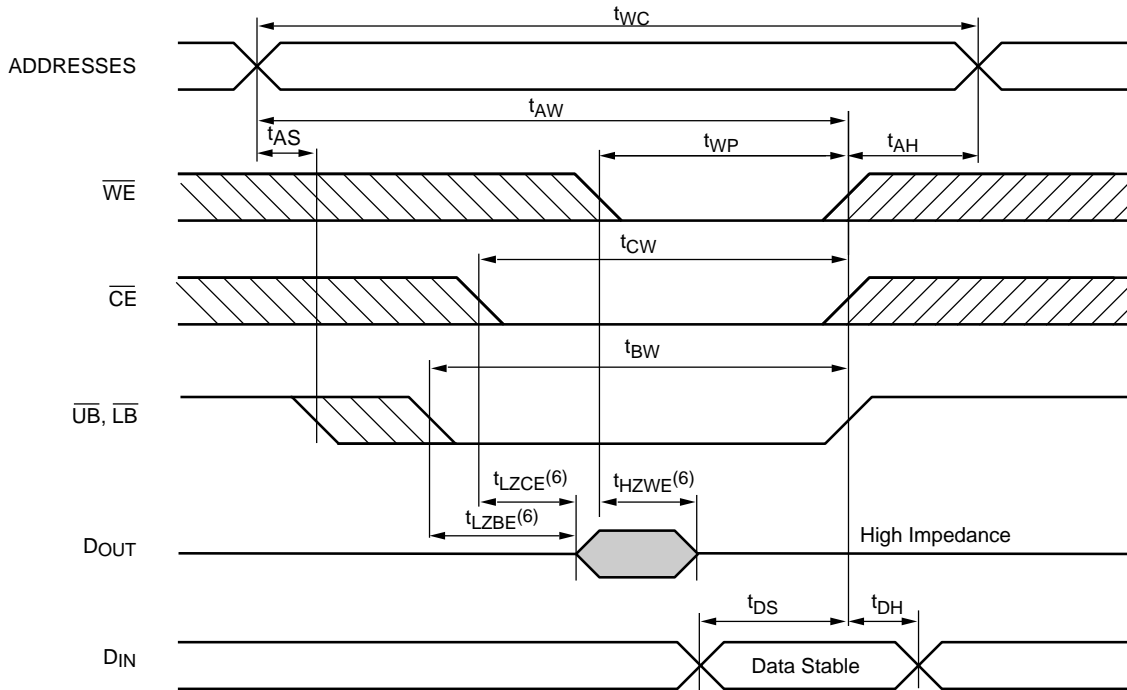 tWC
ADDRESSES
tAW
tAS
tWP
tAH
WE
tCW
CE
tBW
UB, LB
tLZCE(6)
tHZWE(6)
tLZBE(6)
DOUT
High Impedance
tDS
tDH
DIN
Data Stable